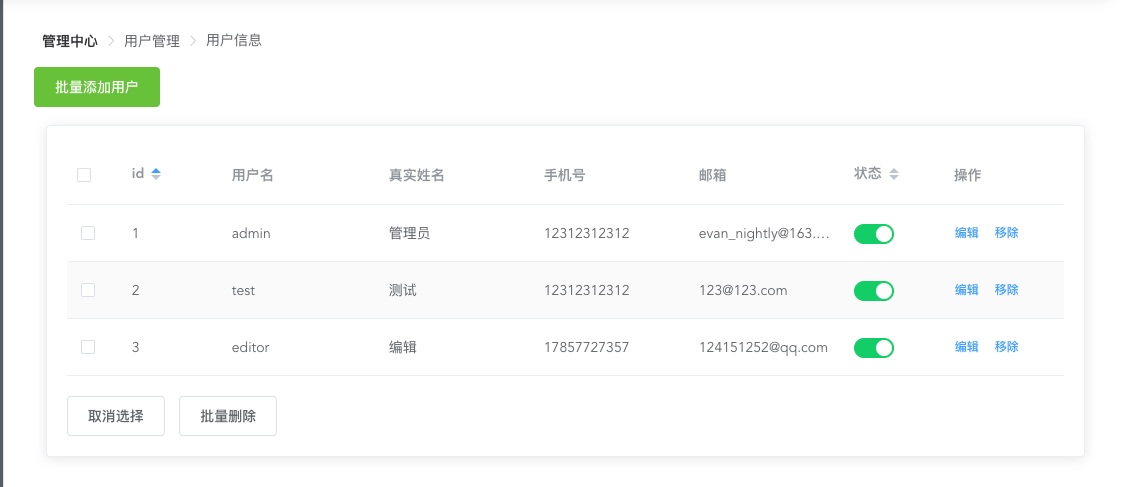 管理中心 > 用户管理 > 用户信息
批量添加用户
id 用户名 真实姓名 手机号 邮箱 状态 操作
1 admin 管理员 12312312312 evan_nightly@163.... 编辑 移除
2 test 测试 12312312312 123@123.com 编辑 移除
3 editor 编辑 17857727357 124151252@qq.com 编辑 移除
取消选择 批量删除